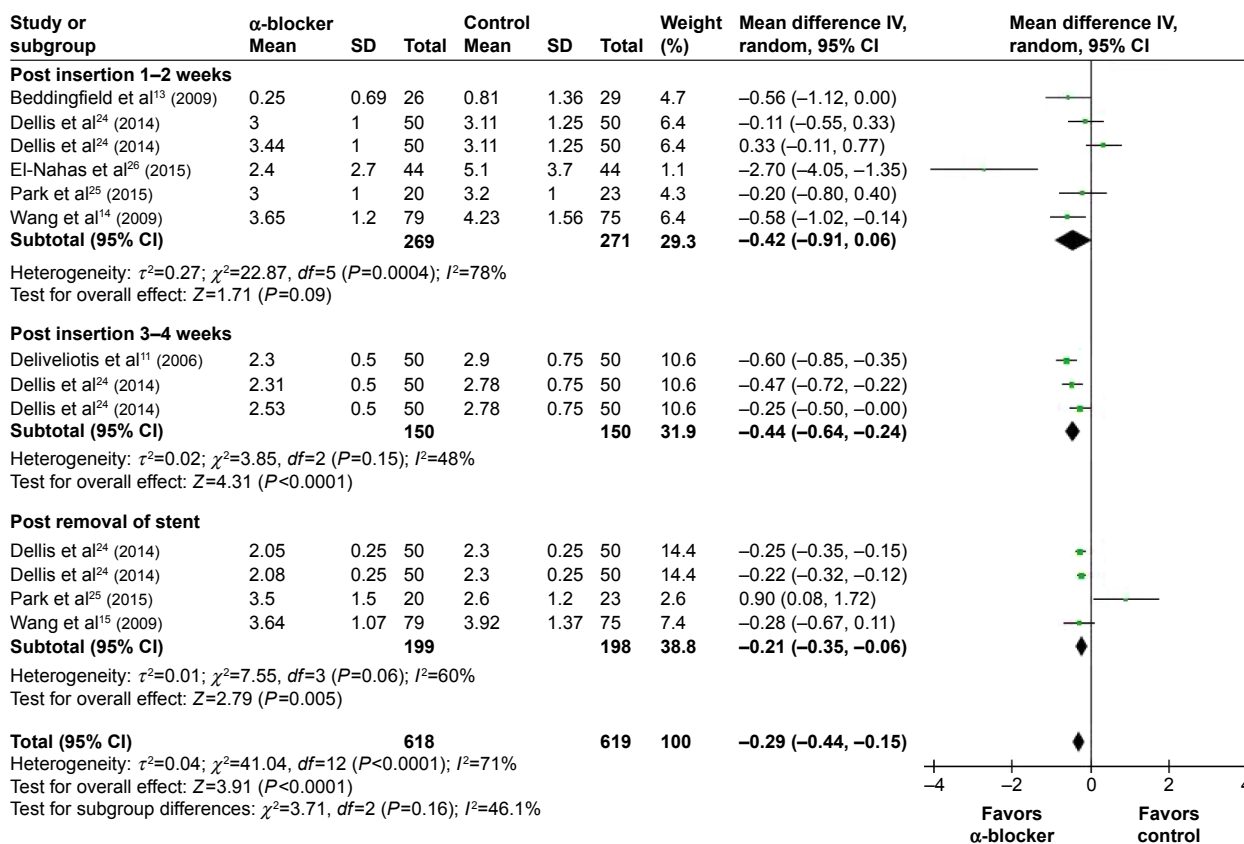 Study or subgroup α-blocker Mean SD Total Control Mean SD Total Weight (%) Mean difference IV, random, 95% CI Mean difference IV, random, 95% CI
Post insertion 1–2 weeks
Beddingfield et al¹³ (2009) 0.25 0.69 26 0.81 1.36 29 4.7 –0.56 (–1.12, 0.00)
Dellis et al²⁴ (2014) 3 1 50 3.11 1.25 50 6.4 –0.11 (–0.55, 0.33)
Dellis et al²⁴ (2014) 3.44 1 50 3.11 1.25 50 6.4 0.33 (–0.11, 0.77)
El-Nahas et al²⁶ (2015) 2.4 2.7 44 5.1 3.7 44 1.1 –2.70 (–4.05, –1.35)
Park et al²⁵ (2015) 3 1 20 3.2 1 23 4.3 –0.20 (–0.80, 0.40)
Wang et al¹⁴ (2009) 3.65 1.2 79 4.23 1.56 75 6.4 –0.58 (–1.02, –0.14)
Subtotal (95% CI) 269 271 29.3 –0.42 (–0.91, 0.06)
Heterogeneity: τ²=0.27; χ²=22.87, df=5 (P=0.0004); I²=78%
Test for overall effect: Z=1.71 (P=0.09)
Post insertion 3–4 weeks
Deliveliotis et al¹¹ (2006) 2.3 0.5 50 2.9 0.75 50 10.6 –0.60 (–0.85, –0.35)
Dellis et al²⁴ (2014) 2.31 0.5 50 2.78 0.75 50 10.6 –0.47 (–0.72, –0.22)
Dellis et al²⁴ (2014) 2.53 0.5 50 2.78 0.75 50 10.6 –0.25 (–0.50, –0.00)
Subtotal (95% CI) 150 150 31.9 –0.44 (–0.64, –0.24)
Heterogeneity: τ²=0.02; χ²=3.85, df=2 (P=0.15); I²=48%
Test for overall effect: Z=4.31 (P<0.0001)
Post removal of stent
Dellis et al²⁴ (2014) 2.05 0.25 50 2.3 0.25 50 14.4 –0.25 (–0.35, –0.15)
Dellis et al²⁴ (2014) 2.08 0.25 50 2.3 0.25 50 14.4 –0.22 (–0.32, –0.12)
Park et al²⁵ (2015) 3.5 1.5 20 2.6 1.2 23 2.6 0.90 (0.08, 1.72)
Wang et al¹⁵ (2009) 3.64 1.07 79 3.92 1.37 75 7.4 –0.28 (–0.67, 0.11)
Subtotal (95% CI) 199 198 38.8 –0.21 (–0.35, –0.06)
Heterogeneity: τ²=0.01; χ²=7.55, df=3 (P=0.06); I²=60%
Test for overall effect: Z=2.79 (P=0.005)
Total (95% CI) 618 619 100 –0.29 (–0.44, –0.15)
Heterogeneity: τ²=0.04; χ²=41.04, df=12 (P<0.0001); I²=71%
Test for overall effect: Z=3.91 (P<0.0001)
Test for subgroup differences: χ²=3.71, df=2 (P=0.16); I²=46.1%
–4 –2 0 2 4
Favors α-blocker
Favors control